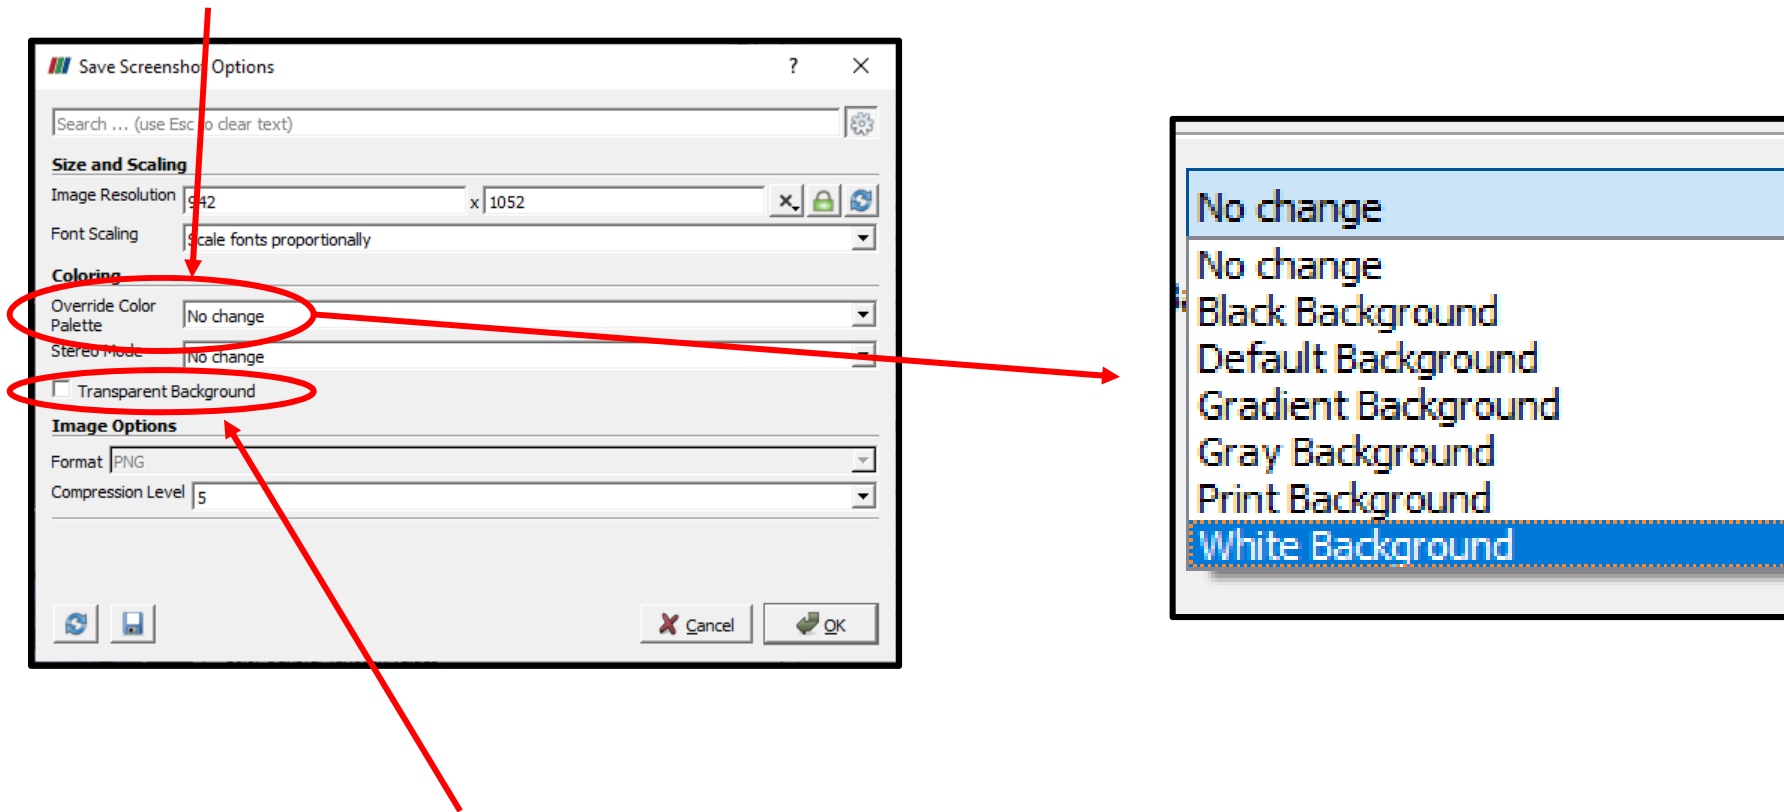 Save Screenshot Options
?
Search ... (use Esc to clear text)
Size and Scaling
Image Resolution 942 x 1052
Font Scaling Scale fonts proportionally
Coloring
Override Color
Palette
No change
Stereo Mode No change
Transparent Background
Image Options
Format PNG
Compression Level 5
Cancel OK
No change
No change
Black Background
Default Background
Gradient Background
Gray Background
Print Background
White Background